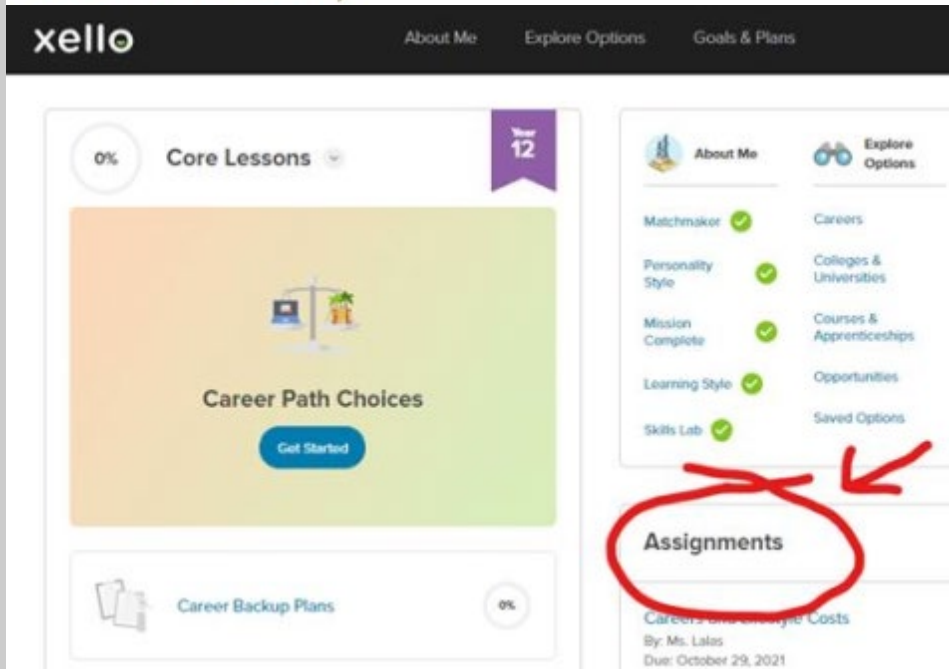 xello
About Me
Explore Options
Goals & Plans
0%
Core Lessons
Year
12
Career Path Choices
Get Started
Career Backup Plans
0%
About Me
Matchmaker
Personality
Style
Mission
Complete
Learning Style
Skills Lab
Explore
Options
Careers
Colleges &
Universities
Courses &
Apprenticeships
Opportunities
Saved Options
Assignments
Careers and Lifestyle Costs
By: Ms. Lalas
Due: October 29, 2021